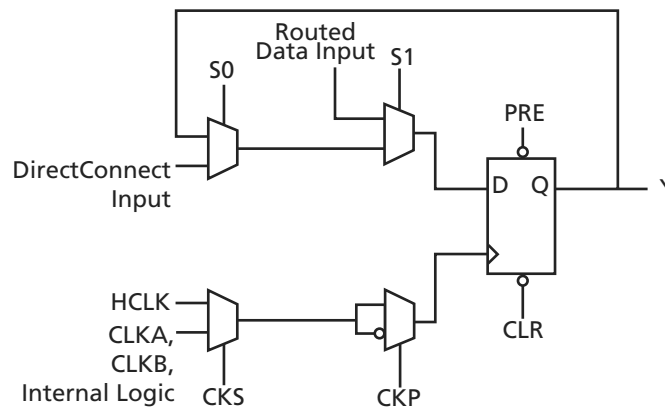 Routed
Data Input
S1
S0
PRE
DirectConnect
Input
D Q
Y
HCLK
CLKA,
CLKB,
Internal Logic
CKS
CKP
CLR